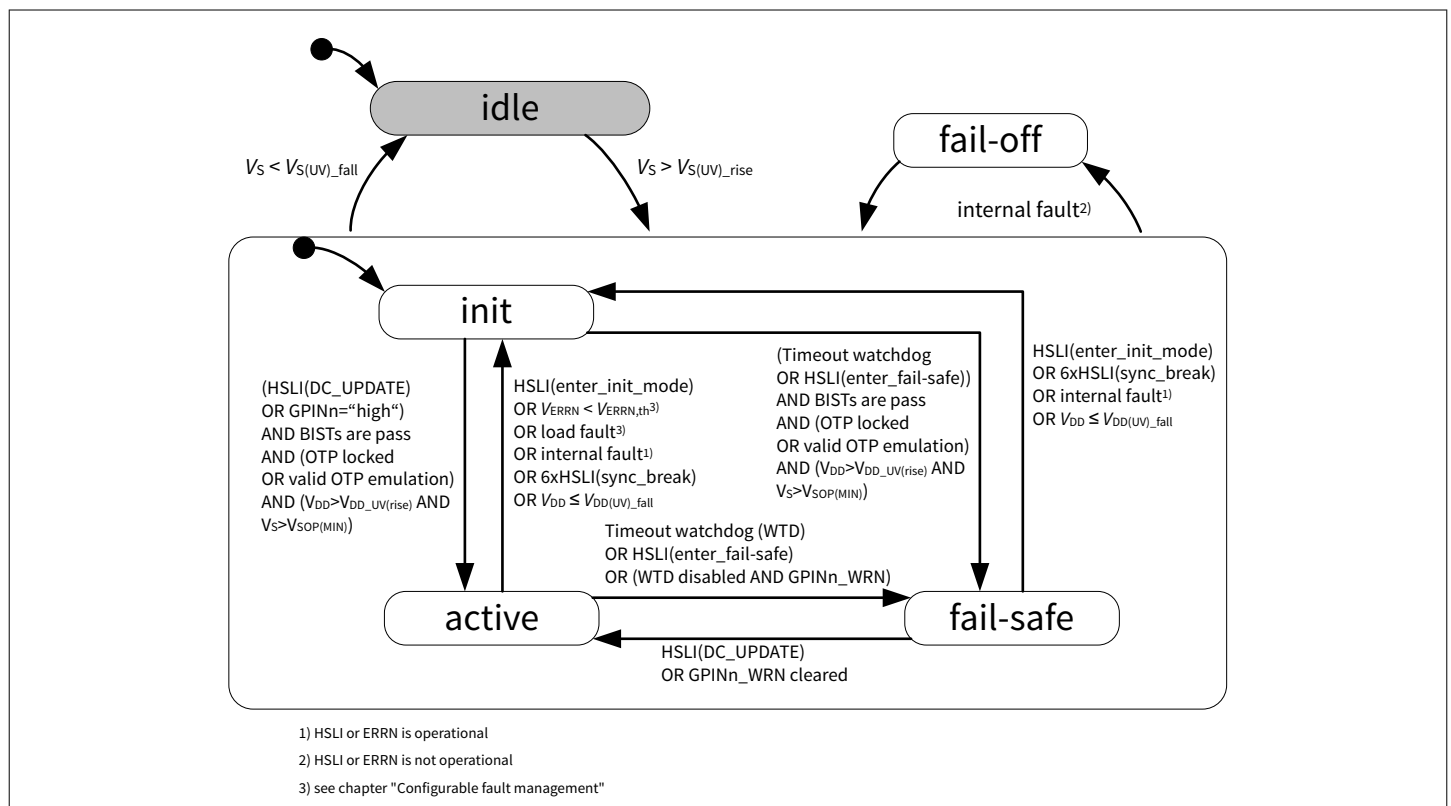 idle
fail-off
VS < VS(UV)_fall
VS > VS(UV)_rise
internal fault2)
init
(HSLI(DC_UPDATE)
OR GPINn=“high“)
AND BISTs are pass
AND (OTP locked
OR valid OTP emulation)
AND (VDD>VDD_UV(rise) AND
VS>VSOP(MIN))
HSLI(enter_init_mode)
OR VERRN < VERRN,th3)
OR load fault3)
OR internal fault1)
OR 6xHSLI(sync_break)
OR VDD ≤ VDD(UV)_fall
(Timeout watchdog
OR HSLI(enter_fail-safe))
AND BISTs are pass
AND (OTP locked
OR valid OTP emulation)
AND (VDD>VDD_UV(rise) AND
VS>VSOP(MIN))
HSLI(enter_init_mode)
OR 6xHSLI(sync_break)
OR internal fault1)
OR VDD ≤ VDD(UV)_fall
Timeout watchdog (WTD)
OR HSLI(enter_fail-safe)
OR (WTD disabled AND GPINn_WRN)
active
fail-safe
HSLI(DC_UPDATE)
OR GPINn_WRN cleared
1) HSLI or ERRN is operational
2) HSLI or ERRN is not operational
3) see chapter "Configurable fault management"